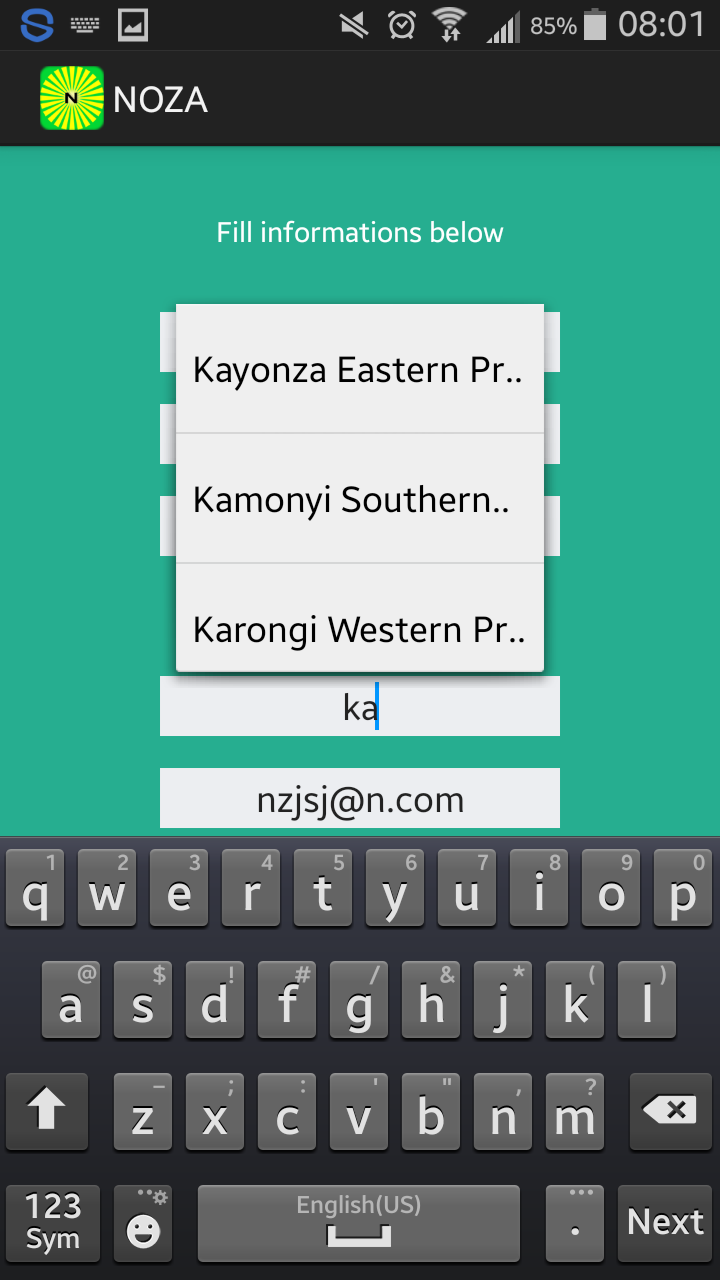 85% 08:01
N NOZA
Fill informations below
Kayonza Eastern Pr..
Kamonyi Southern..
Karongi Western Pr..
ka
nzjsj@n.com
1 2 3 4 5 6 7 8 9 0
q w e r t y u i o p
@ $ ! # / & * ( )
a s d f g h j k l
_ ; : ' " , ?
z x c v b n m
123 English(US) ...
Sym . Next